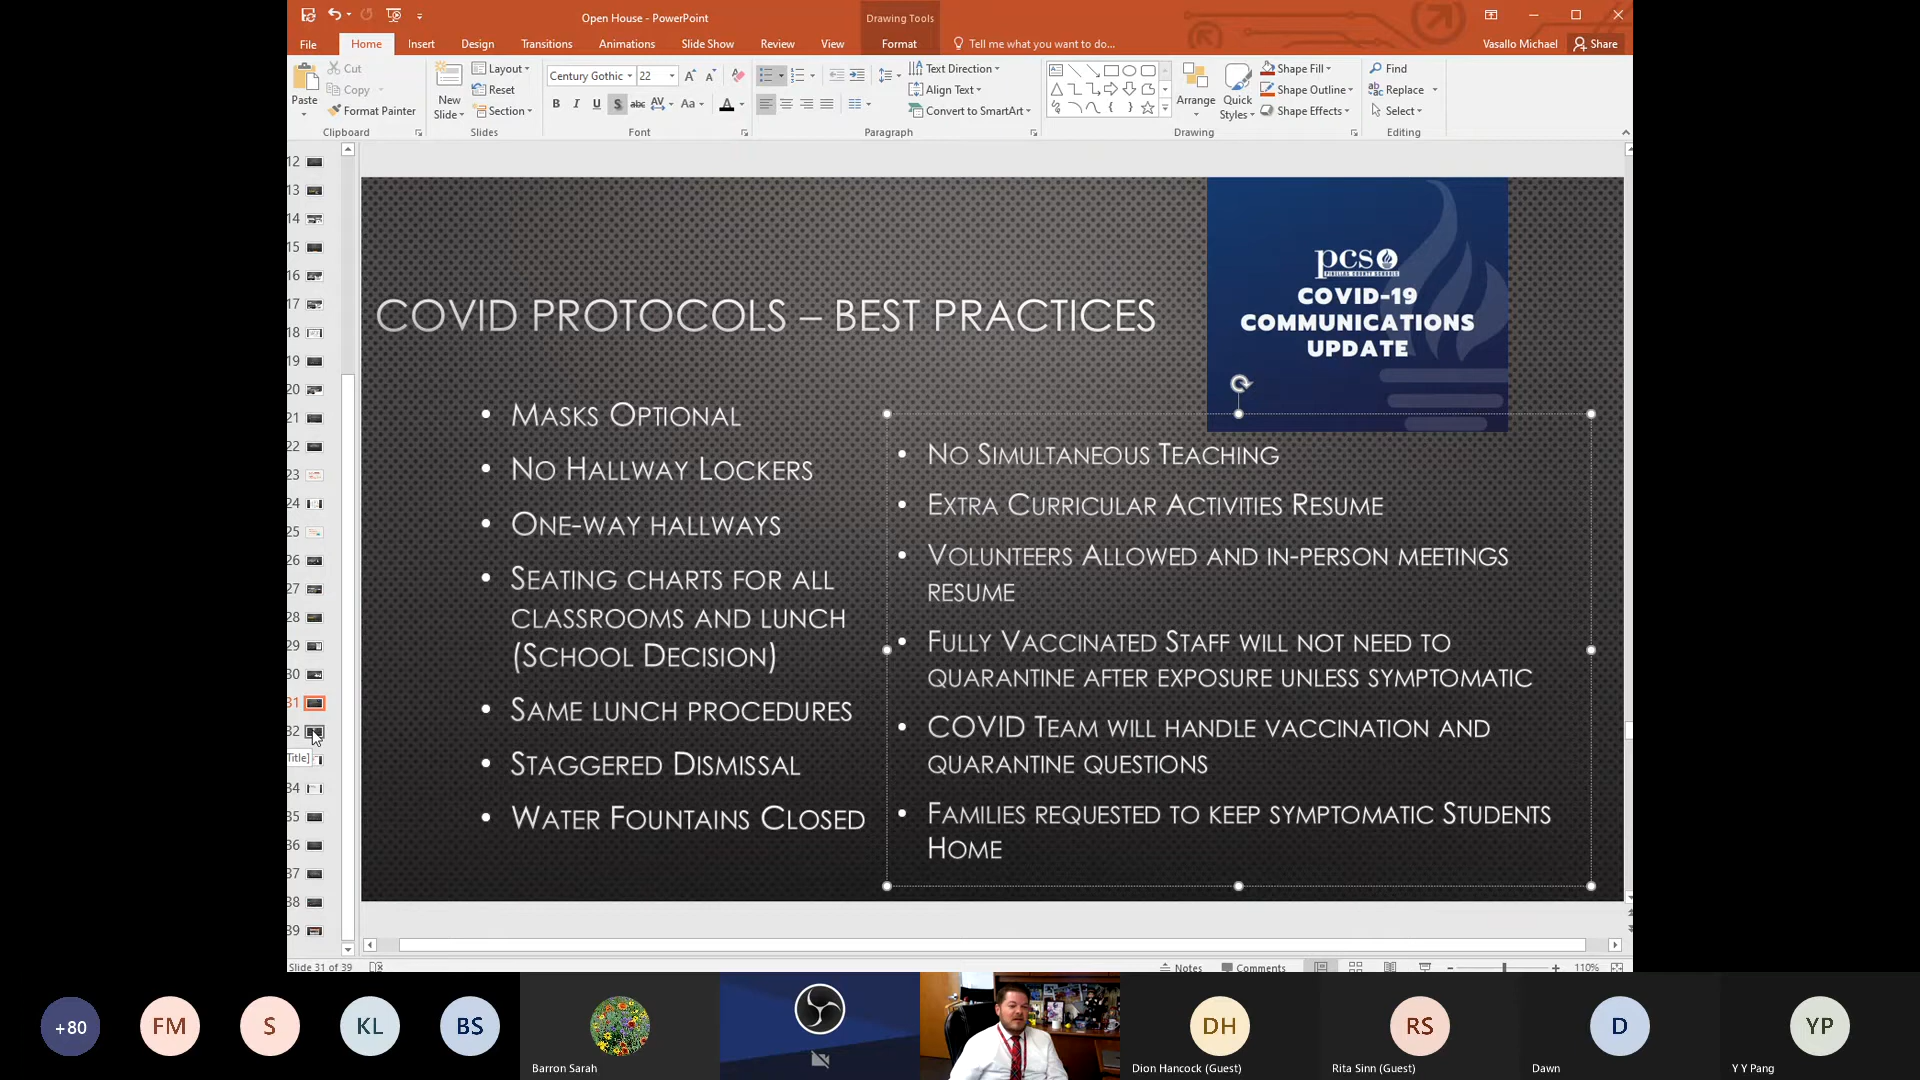 Open House - PowerPoint
Drawing Tools
File
Home
Insert
Design
Transitions
Animations
Slide Show
Review
View
Format
Tell me what you want to do...
Vasallo Michael
Share
Paste
Cut
Copy
Format Painter
Clipboard
New
Slide
Layout
Reset
Section
Slides
Century Gothic
22
Font
Text Direction
Align Text
Convert to SmartArt
Paragraph
Arrange
Quick
Styles
Shape Fill
Shape Outline
Shape Effects
Drawing
Find
Replace
Select
Editing
12
13
14
15
16
17
18
19
20
21
22
23
24
25
26
27
28
29
30
31
32
Title]
34
35
36
37
38
39
COVID PROTOCOLS – BEST PRACTICES
pcs
PINELLAS COUNTY SCHOOLS
COVID-19
COMMUNICATIONS
UPDATE
• MASKS OPTIONAL
• NO HALLWAY LOCKERS
• ONE-WAY HALLWAYS
• SEATING CHARTS FOR ALL
CLASSROOMS AND LUNCH
(SCHOOL DECISION)
• SAME LUNCH PROCEDURES
• STAGGERED DISMISSAL
• WATER FOUNTAINS CLOSED
• NO SIMULTANEOUS TEACHING
• EXTRA CURRICULAR ACTIVITIES RESUME
• VOLUNTEERS ALLOWED AND IN-PERSON MEETINGS
RESUME
• FULLY VACCINATED STAFF WILL NOT NEED TO
QUARANTINE AFTER EXPOSURE UNLESS SYMPTOMATIC
• COVID TEAM WILL HANDLE VACCINATION AND
QUARANTINE QUESTIONS
• FAMILIES REQUESTED TO KEEP SYMPTOMATIC STUDENTS
HOME
Slide 31 of 39
Notes
Comments
110%
+80
FM
S
KL
BS
Barron Sarah
DH
Dion Hancock (Guest)
RS
Rita Sinn (Guest)
D
Dawn
YP
Y Y Pang